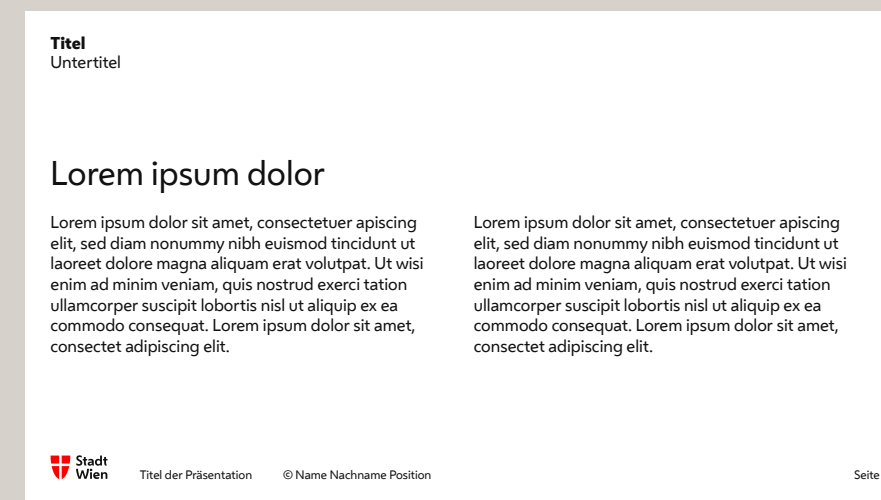 Titel
Untertitel
Lorem ipsum dolor
Lorem ipsum dolor sit amet, consectetuer apiscing
elit, sed diam nonummy nibh euismod tincidunt ut
laoreet dolore magna aliquam erat volutpat. Ut wisi
enim ad minim veniam, quis nostrud exerci tation
ullamcorper suscipit lobortis nisl ut aliquip ex ea
commodo consequat. Lorem ipsum dolor sit amet,
consectet adipiscing elit.
Lorem ipsum dolor sit amet, consectetuer apiscing
elit, sed diam nonummy nibh euismod tincidunt ut
laoreet dolore magna aliquam erat volutpat. Ut wisi
enim ad minim veniam, quis nostrud exerci tation
ullamcorper suscipit lobortis nisl ut aliquip ex ea
commodo consequat. Lorem ipsum dolor sit amet,
consectet adipiscing elit.
Stadt
Wien
Titel der Präsentation
© Name Nachname Position
Seite